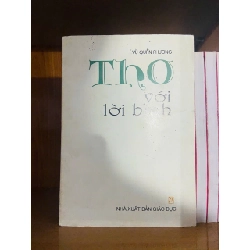 VŨ QUẦN PHƯƠNG
Thơ
với
lời bình
NHÀ XUẤT BẢN GIÁO DỤC